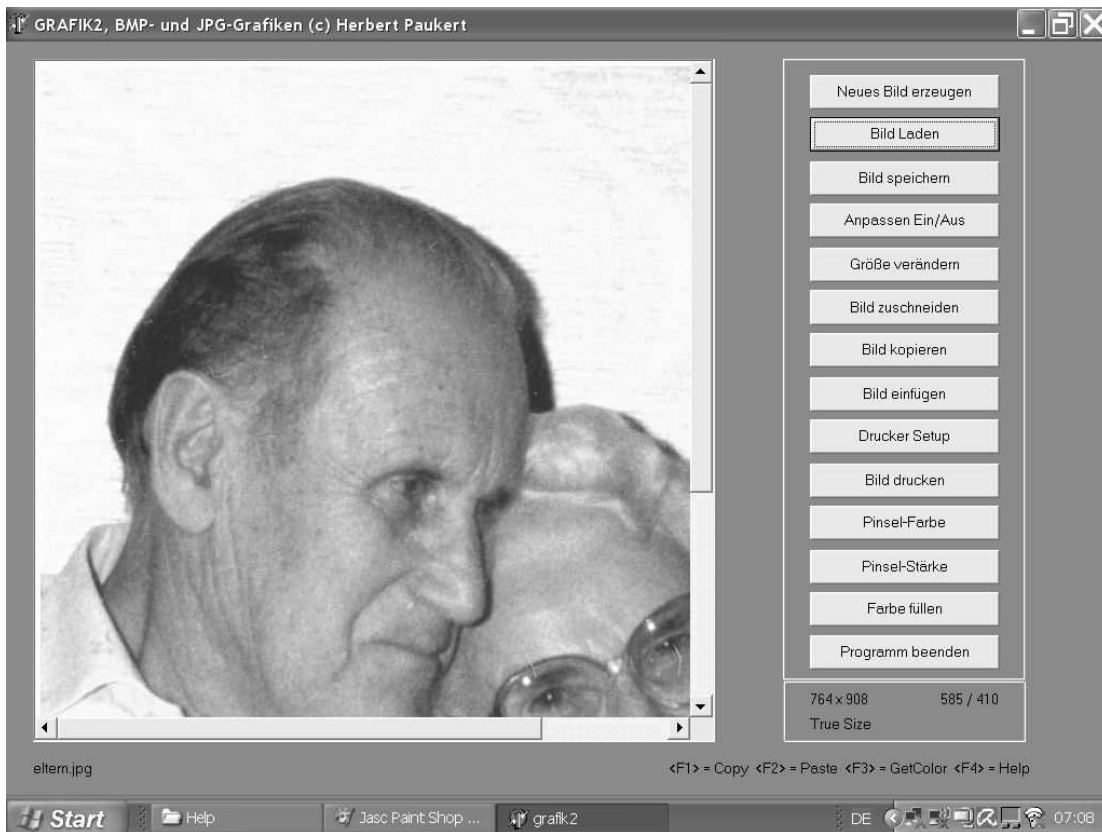 GRAFIK2, BMP- und JPG-Grafiken (c) Herbert Paukert
Neues Bild erzeugen
Bild Laden
Bild speichern
Anpassen Ein/Aus
Größe verändern
Bild zuschneiden
Bild kopieren
Bild einfügen
Drucker Setup
Bild drucken
Pinsel-Farbe
Pinsel-Stärke
Farbe füllen
Programm beenden
764 x 908 585 / 410
True Size
eltern.jpg <F1> = Copy <F2> = Paste <F3> = GetColor <F4> = Help
Start Help Jasc Paint Shop ... grafik2 DE 07:08